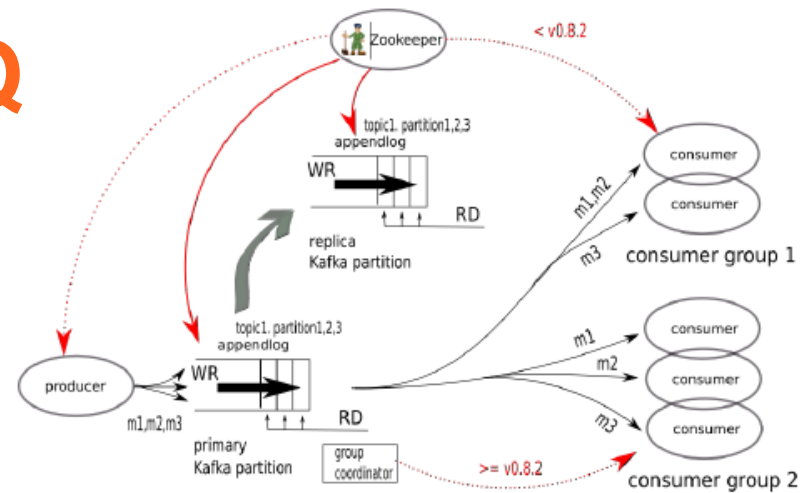 Q
Zookeeper
< v0.8.2
topic1. partition1,2,3
appendlog
WR
RD
replica
Kafka partition
consumer
consumer
m1,m2
m3
consumer group 1
topic1. partition1,2,3
appendlog
producer
m1,m2,m3
WR
RD
primary
Kafka partition
group
coordinator
>= v0.8.2
m1
m2
m3
consumer
consumer
consumer
consumer group 2